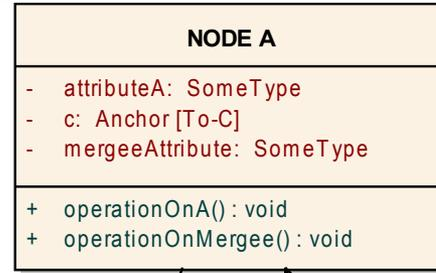 NODE A
- attributeA: SomeType
- c: Anchor [To-C]
- mergeeAttribute: SomeType
+ operationOnA() : void
+ operationOnMergee() : void